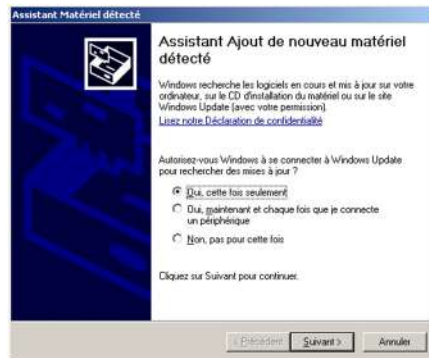 Assistant Matériel détecté
Assistant Ajout de nouveau matériel
détecté
Windows recherche les logiciels en cours et mis à jour sur votre
ordinateur, sur le CD d'installation du matériel ou sur le site
Windows Update (avec votre permission).
Lisez notre Déclaration de confidentialité
Autorisez-vous Windows à se connecter à Windows Update
pour rechercher des mises à jour ?
Oui, cette fois seulement
Oui, maintenant et chaque fois que je connecte
un périphérique
Non, pas pour cette fois
Cliquez sur Suivant pour continuer.
< Précédent Suivant > Annuler